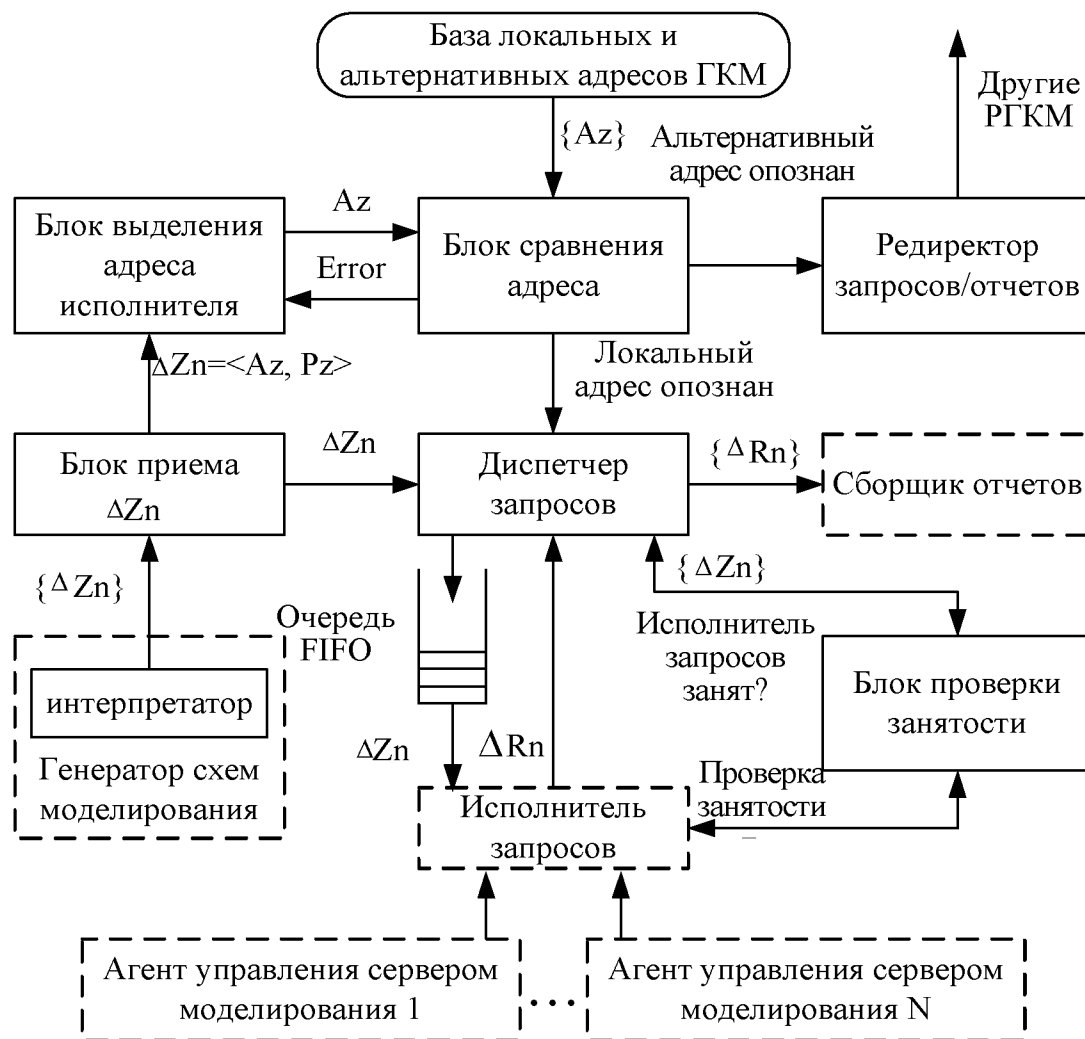 База локальных и
альтернативных адресов ГКМ
Другие
РГКМ
{Az}
Альтернативный
адрес опознан
Блок выделения
адреса
исполнителя
Az
Error
Блок сравнения
адреса
Редиректор
запросов/отчетов
ΔZn=<Az, Pz>
Локальный
адрес опознан
Блок приема
ΔZn
ΔZn
Диспетчер
запросов
{ΔRn}
Сборщик отчетов
{ΔZn}
{ΔZn}
Очередь
FIFO
Исполнитель
запросов
занят?
Блок проверки
занятости
интерпретатор
Генератор схем
моделирования
ΔZn
ΔRn
Проверка
занятости
Исполнитель
запросов
Агент управления сервером
моделирования 1
...
Агент управления сервером
моделирования N